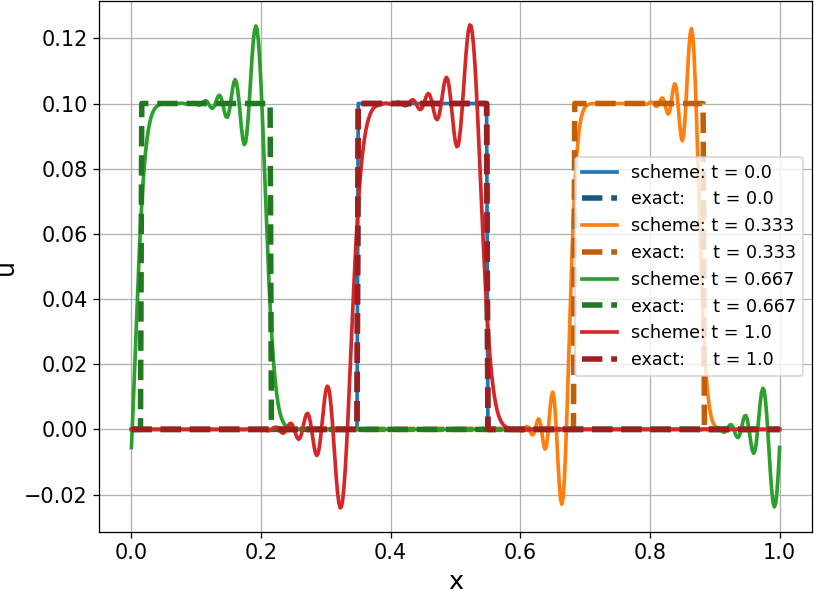 0.12
0.10
0.08
0.06
0.04
0.02
0.00
−0.02
u
0.0 0.2 0.4 0.6 0.8 1.0
x
scheme: t = 0.0
exact: t = 0.0
scheme: t = 0.333
exact: t = 0.333
scheme: t = 0.667
exact: t = 0.667
scheme: t = 1.0
exact: t = 1.0